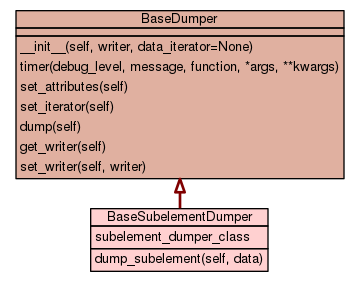 BaseDumper
__init__(self, writer, data_iterator=None)
timer(debug_level, message, function, *args, **kwargs)
set_attributes(self)
set_iterator(self)
dump(self)
get_writer(self)
set_writer(self, writer)
BaseSubelementDumper
subelement_dumper_class
dump_subelement(self, data)